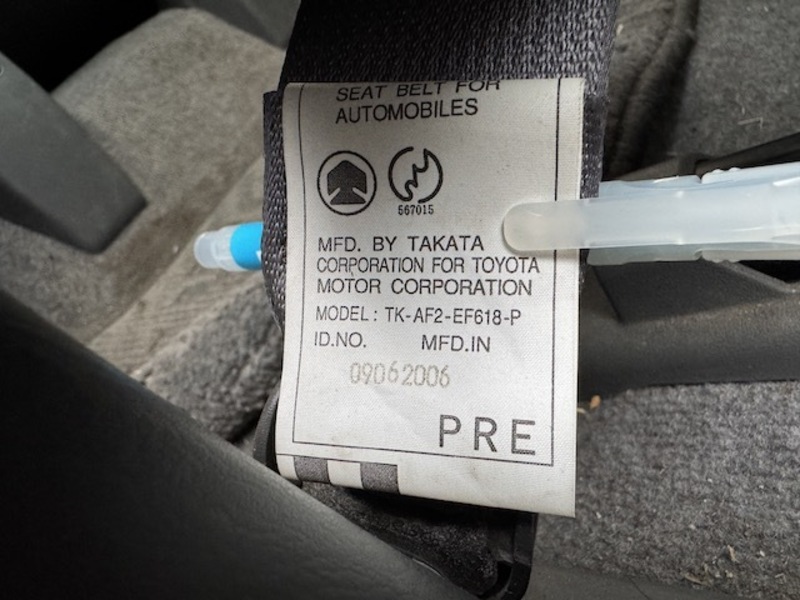 SEAT BELT FOR
AUTOMOBILES
567015
MFD. BY TAKATA
CORPORATION FOR TOYOTA
MOTOR CORPORATION
MODEL : TK-AF2-EF618-P
ID.NO. MFD.IN
09062006
PRE